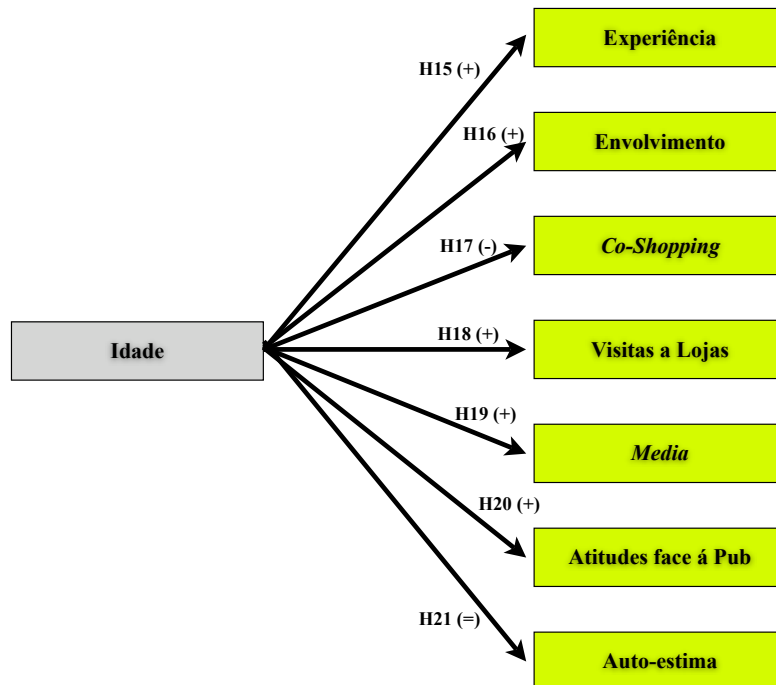 Experiência
H15 (+)
H16 (+)
Envolvimento
H17 (-)
Co-Shopping
Idade
H18 (+)
Visitas a Lojas
H19 (+)
Media
H20 (+)
Atitudes face á Pub
H21 (=)
Auto-estima